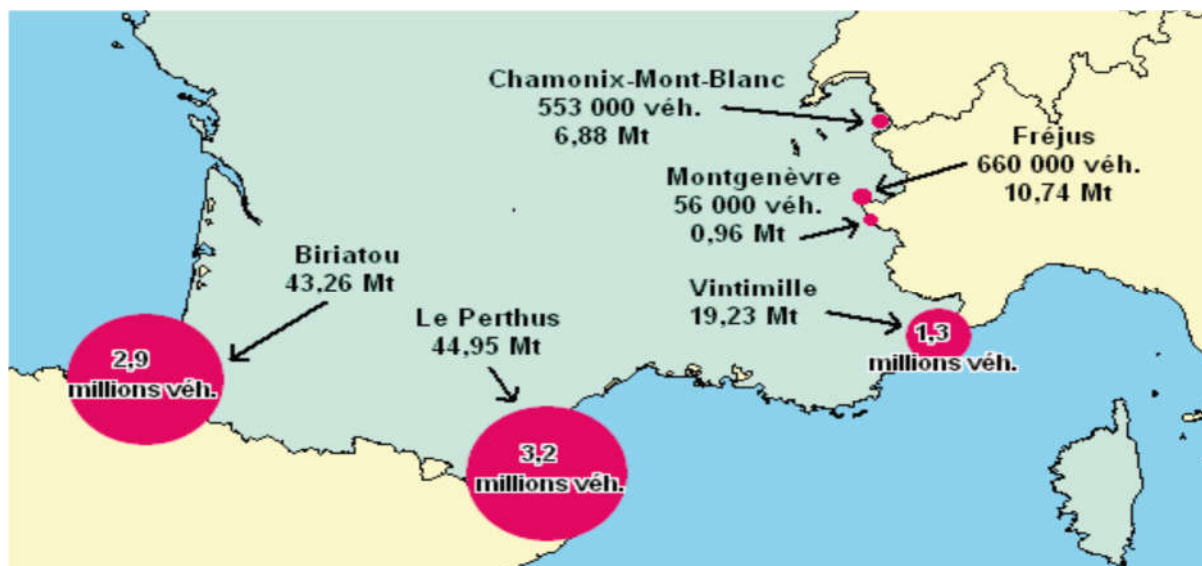 Chamonix-Mont-Blanc
553 000 véh.
6,88 Mt
Fréjus
660 000 véh.
10,74 Mt
Montgenèvre
56 000 véh.
0,96 Mt
Biriatou
43,26 Mt
Vintimille
19,23 Mt
Le Perthus
44,95 Mt
1,3
millions véh.
2,9
millions véh.
3,2
millions véh.